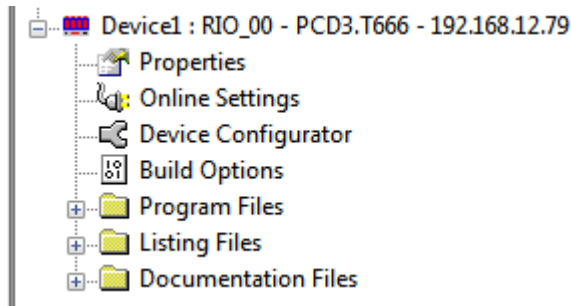 Device1 : RIO_00 - PCD3.T666 - 192.168.12.79
Properties
Online Settings
Device Configurator
Build Options
Program Files
Listing Files
Documentation Files